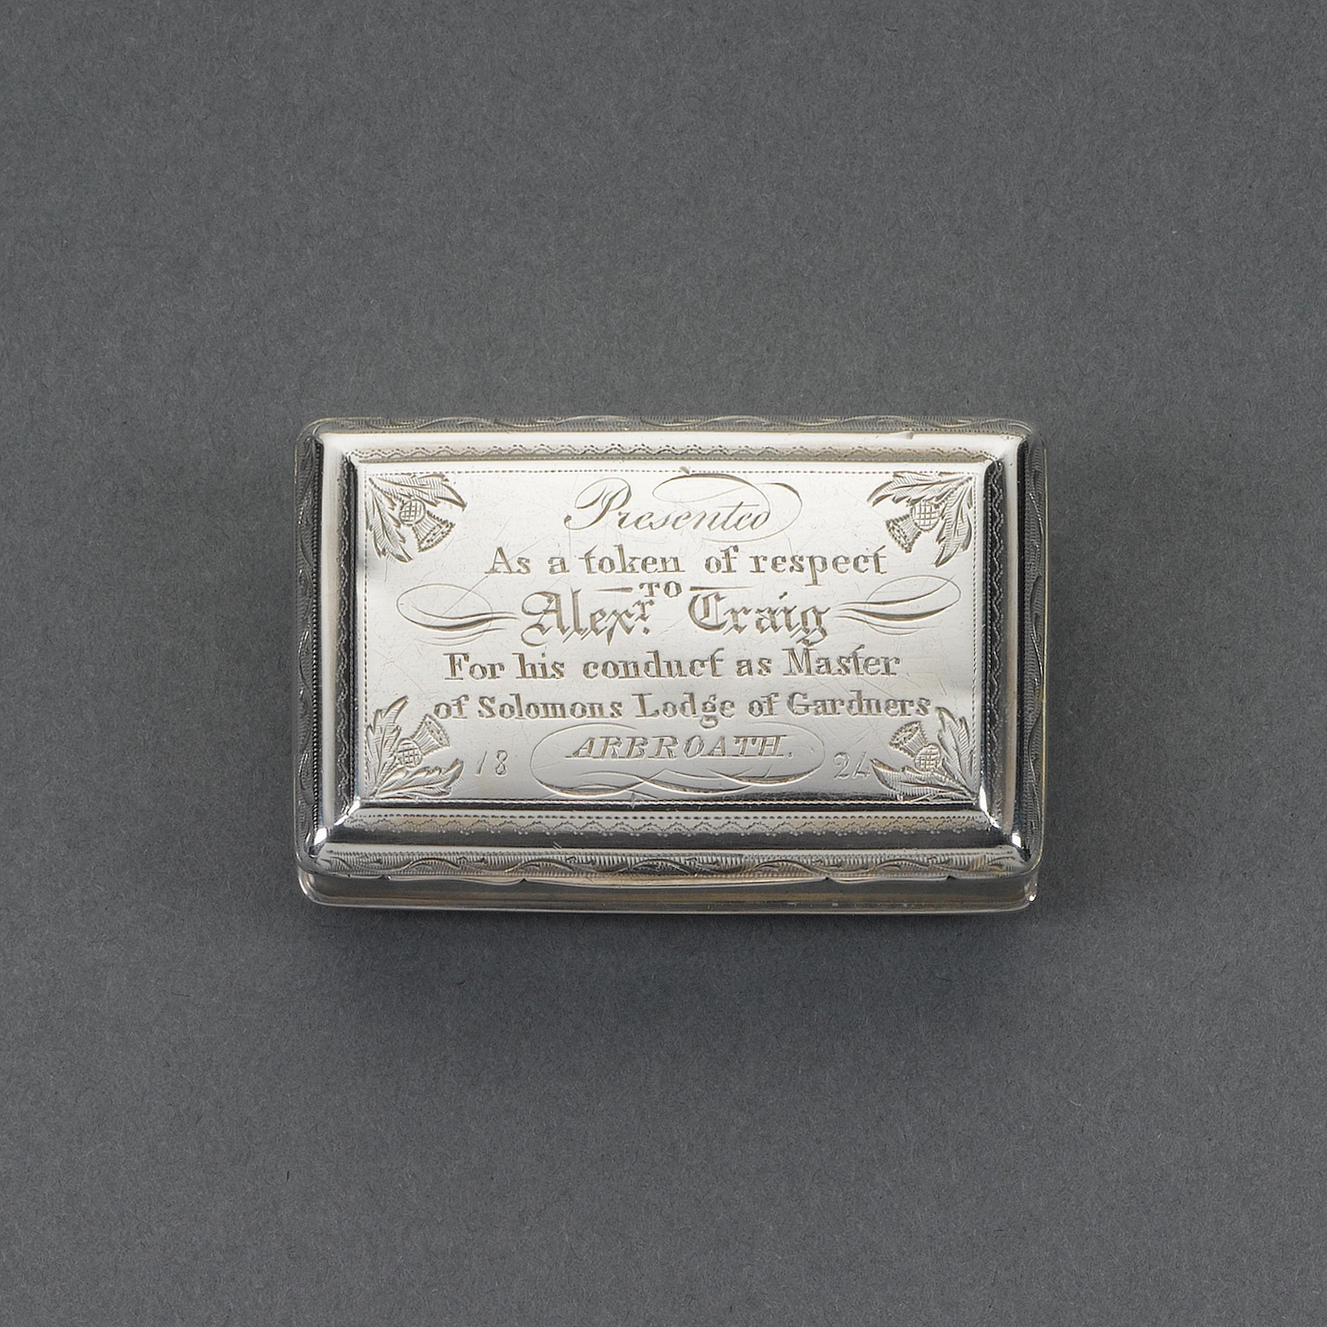 Presented
As a token of respect
TO
Alexr. Craig
For his conduct as Master
of Solomons Lodge of Gardners
ARBROATH.
18 24